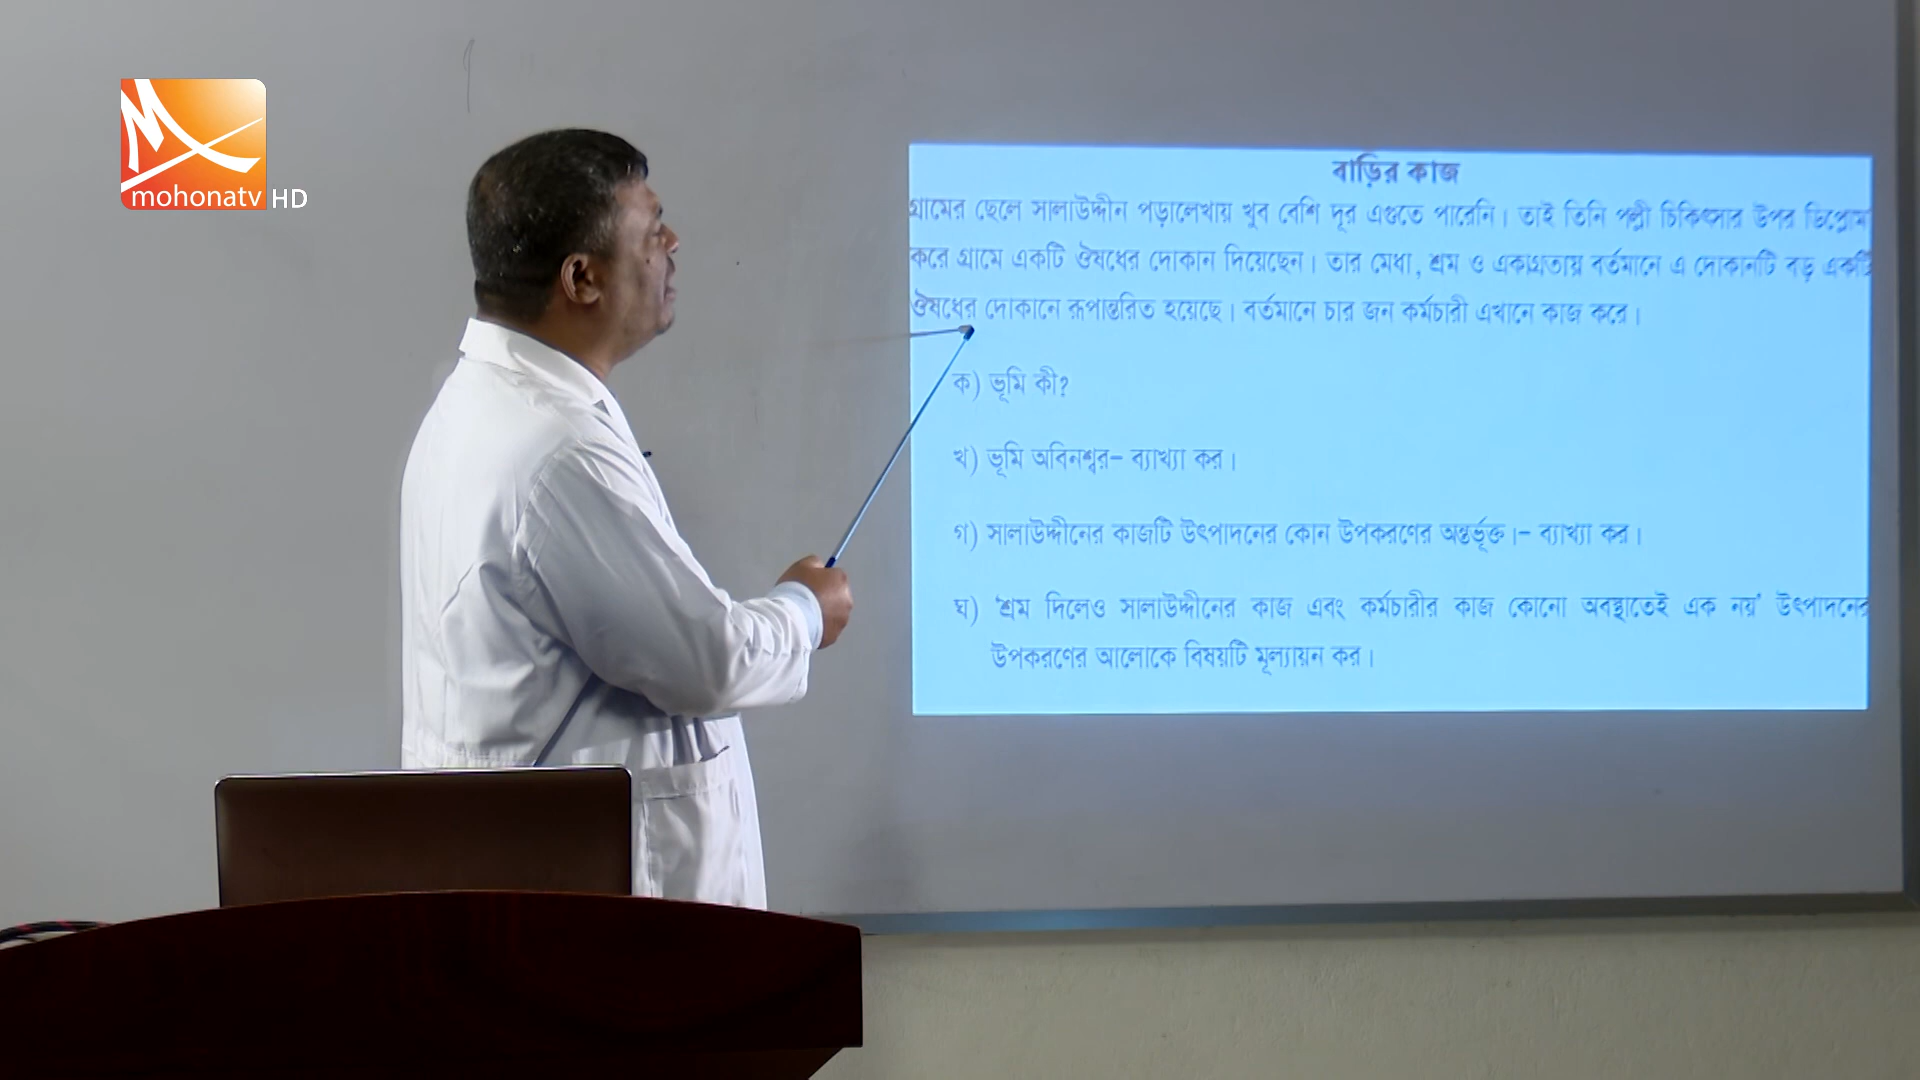 mohonatv HD
বাড়ির কাজ
গ্রামের ছেলে সালাউদ্দীন পড়ালেখায় খুব বেশি দূর এগুতে পারেনি। তাই তিনি পল্লী চিকিৎসার উপর ডিপ্লোমা
করে গ্রামে একটি ঔষধের দোকান দিয়েছেন। তার মেধা, শ্রম ও একাগ্রতায় বর্তমানে এ দোকানটি বড় একটি
ঔষধের দোকানে রূপান্তরিত হয়েছে। বর্তমানে চার জন কর্মচারী এখানে কাজ করে।
ক) ভূমি কী?
খ) ভূমি অবিনশ্বর– ব্যাখ্যা কর।
গ) সালাউদ্দীনের কাজটি উৎপাদনের কোন উপকরণের অন্তর্ভূক্ত।– ব্যাখ্যা কর।
ঘ) ‘শ্রম দিলেও সালাউদ্দীনের কাজ এবং কর্মচারীর কাজ কোনো অবস্থাতেই এক নয়’ উৎপাদনের
উপকরণের আলোকে বিষয়টি মূল্যায়ন কর।